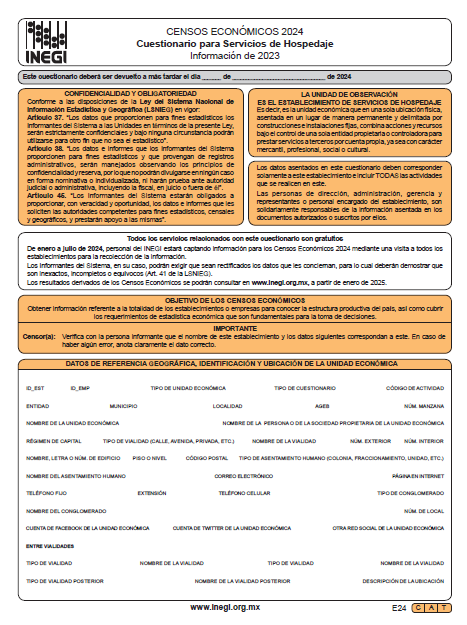 INEGI
CENSOS ECONÓMICOS 2024
Cuestionario para Servicios de Hospedaje
Información de 2023
Este cuestionario deberá ser devuelto a más tardar el día _____ de ____________________ de 2024
CONFIDENCIALIDAD Y OBLIGATORIEDAD
Conforme a las disposiciones de la Ley del Sistema Nacional de
Información Estadística y Geográfica (LSNIEG) en vigor:
Artículo 37. "Los datos que proporcionen para fines estadísticos los
Informantes del Sistema a las Unidades en términos de la presente Ley,
serán estrictamente confidenciales y bajo ninguna circunstancia podrán
utilizarse para otro fin que no sea el estadístico".
Artículo 38. "Los datos e informes que los Informantes del Sistema
proporcionen para fines estadísticos y que provengan de registros
administrativos, serán manejados observando los principios de
confidencialidad y reserva, por lo que no podrán divulgarse en ningún caso
en forma nominativa o individualizada, ni harán prueba ante autoridad
judicial o administrativa, incluyendo la fiscal, en juicio o fuera de él".
Artículo 45. "Los Informantes del Sistema estarán obligados a
proporcionar, con veracidad y oportunidad, los datos e informes que les
soliciten las autoridades competentes para fines estadísticos, censales
y geográficos, y prestarán apoyo a las mismas".
LA UNIDAD DE OBSERVACIÓN
ES EL ESTABLECIMIENTO DE SERVICIOS DE HOSPEDAJE
Es decir, es la unidad económica que en una sola ubicación física,
asentada en un lugar de manera permanente y delimitada por
construcciones e instalaciones fijas, combina acciones y recursos
bajo el control de una sola entidad propietaria o controladora para
prestar servicios a terceros por cuenta propia, ya sea con carácter
mercantil, profesional, social o cultural.
Los datos asentados en este cuestionario deben corresponder
solamente a este establecimiento e incluir TODAS las actividades
que se realicen en este.
Las personas de dirección, administración, gerencia y
representantes o personal encargado del establecimiento, son
solidariamente responsables de la información asentada en los
documentos autorizados o suscritos por ellos.
Todos los servicios relacionados con este cuestionario son gratuitos
De enero a julio de 2024, personal del INEGI estará captando información para los Censos Económicos 2024 mediante una visita a todos los
establecimientos para la recolección de la información.
Los Informantes del Sistema, en su caso, podrán exigir que sean rectificados los datos que les conciernan, para lo cual deberán demostrar que
son inexactos, incompletos o equívocos (Art. 41 de la LSNIEG).
Los resultados derivados de los Censos Económicos se podrán consultar en www.inegi.org.mx, a partir de enero de 2025.
OBJETIVO DE LOS CENSOS ECONÓMICOS
Obtener información referente a la totalidad de los establecimientos o empresas para conocer la estructura productiva del país, así como cubrir
los requerimientos de estadística económica que son fundamentales para la toma de decisiones.
IMPORTANTE
Censor(a): Verifica con la persona informante que el nombre de este establecimiento y los datos siguientes correspondan a este. En caso de
haber algún error, anota claramente el dato correcto.
DATOS DE REFERENCIA GEOGRÁFICA, IDENTIFICACIÓN Y UBICACIÓN DE LA UNIDAD ECONÓMICA
ID_EST ID_EMP TIPO DE UNIDAD ECONÓMICA TIPO DE CUESTIONARIO CÓDIGO DE ACTIVIDAD
ENTIDAD MUNICIPIO LOCALIDAD AGEB NÚM. MANZANA
NOMBRE DE LA UNIDAD ECONÓMICA NOMBRE DE LA PERSONA O DE LA SOCIEDAD PROPIETARIA DE LA UNIDAD ECONÓMICA
RÉGIMEN DE CAPITAL TIPO DE VIALIDAD (CALLE, AVENIDA, PRIVADA, ETC.) NOMBRE DE LA VIALIDAD NÚM. EXTERIOR NÚM. INTERIOR
NOMBRE, LETRA O NÚM. DE EDIFICIO PISO O NIVEL CÓDIGO POSTAL TIPO DE ASENTAMIENTO HUMANO (COLONIA, FRACCIONAMIENTO, UNIDAD, ETC.)
NOMBRE DEL ASENTAMIENTO HUMANO CORREO ELECTRÓNICO PÁGINA EN INTERNET
TELÉFONO FIJO EXTENSIÓN TELÉFONO CELULAR TIPO DE CONGLOMERADO
NOMBRE DEL CONGLOMERADO NÚM. DE LOCAL
CUENTA DE FACEBOOK DE LA UNIDAD ECONÓMICA CUENTA DE TWITTER DE LA UNIDAD ECONÓMICA OTRA RED SOCIAL DE LA UNIDAD ECONÓMICA
ENTRE VIALIDADES
TIPO DE VIALIDAD NOMBRE DE LA VIALIDAD TIPO DE VIALIDAD NOMBRE DE LA VIALIDAD
TIPO DE VIALIDAD POSTERIOR NOMBRE DE LA VIALIDAD POSTERIOR DESCRIPCIÓN DE LA UBICACIÓN
www.inegi.org.mx
E24 C A T